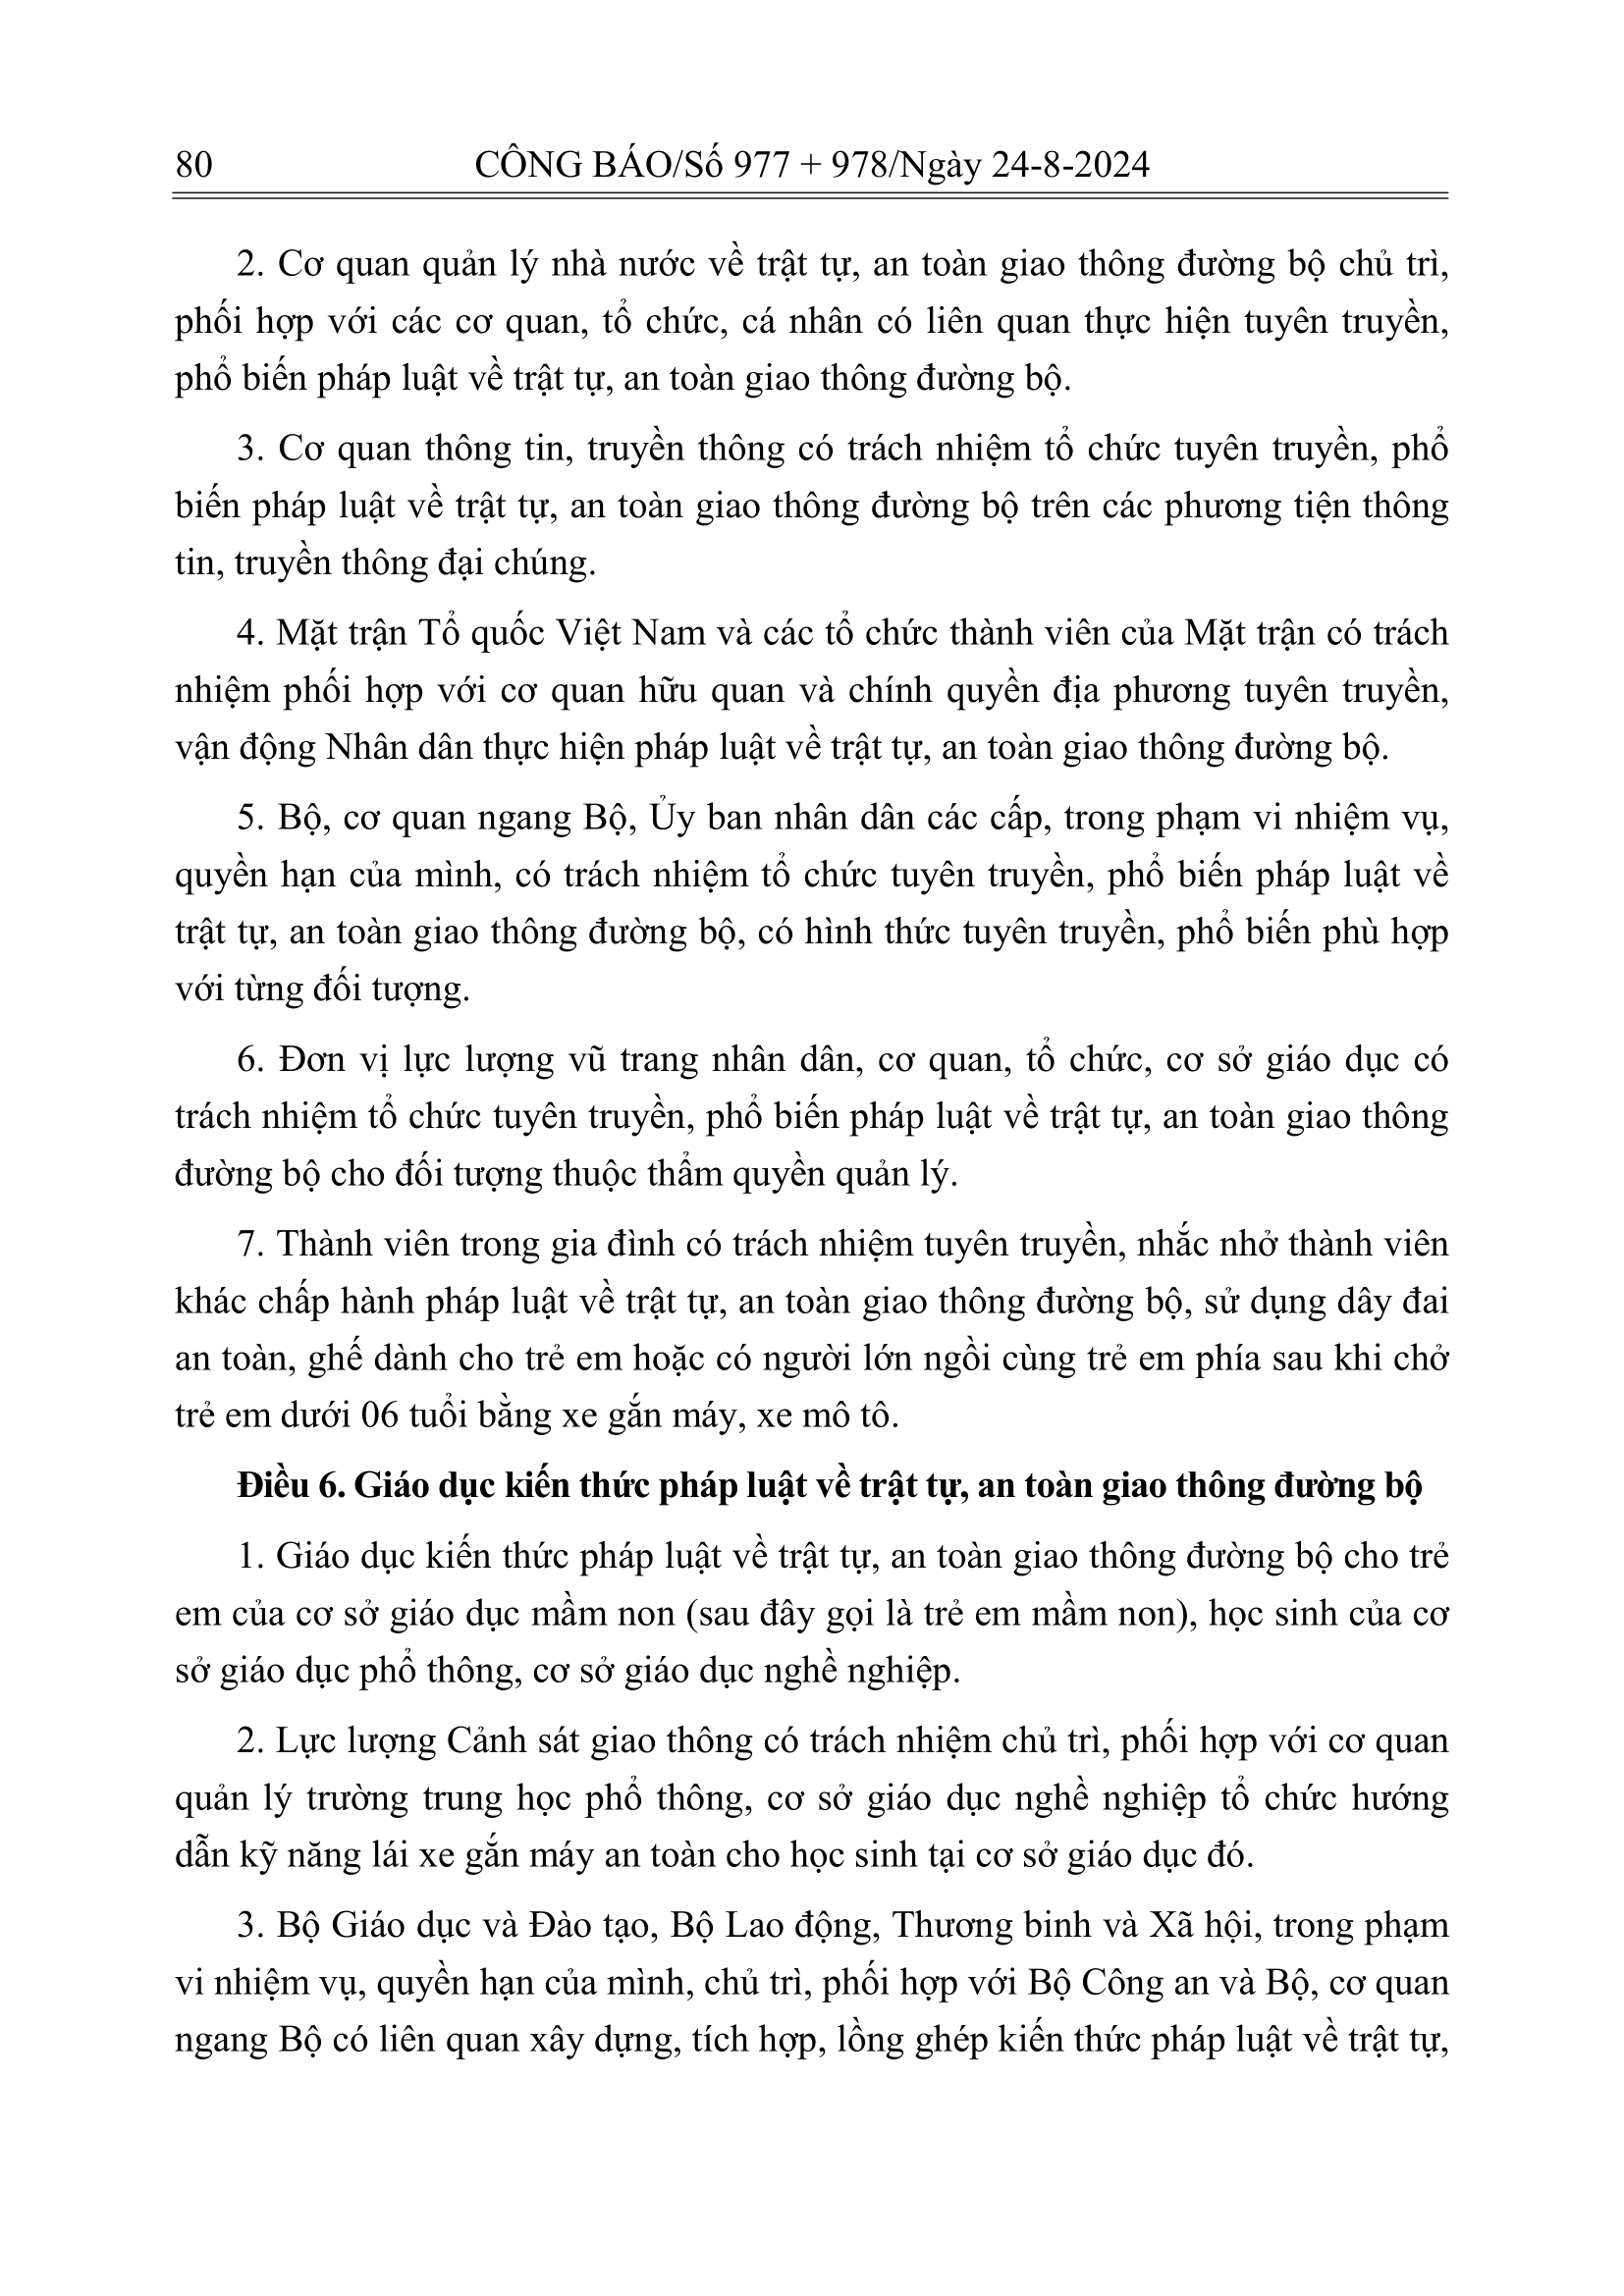 80 CÔNG BÁO/Số 977 + 978/Ngày 24-8-2024
2. Cơ quan quản lý nhà nước về trật tự, an toàn giao thông đường bộ chủ trì,
phối hợp với các cơ quan, tổ chức, cá nhân có liên quan thực hiện tuyên truyền,
phổ biến pháp luật về trật tự, an toàn giao thông đường bộ.
3. Cơ quan thông tin, truyền thông có trách nhiệm tổ chức tuyên truyền, phổ
biến pháp luật về trật tự, an toàn giao thông đường bộ trên các phương tiện thông
tin, truyền thông đại chúng.
4. Mặt trận Tổ quốc Việt Nam và các tổ chức thành viên của Mặt trận có trách
nhiệm phối hợp với cơ quan hữu quan và chính quyền địa phương tuyên truyền,
vận động Nhân dân thực hiện pháp luật về trật tự, an toàn giao thông đường bộ.
5. Bộ, cơ quan ngang Bộ, Ủy ban nhân dân các cấp, trong phạm vi nhiệm vụ,
quyền hạn của mình, có trách nhiệm tổ chức tuyên truyền, phổ biến pháp luật về
trật tự, an toàn giao thông đường bộ, có hình thức tuyên truyền, phổ biến phù hợp
với từng đối tượng.
6. Đơn vị lực lượng vũ trang nhân dân, cơ quan, tổ chức, cơ sở giáo dục có
trách nhiệm tổ chức tuyên truyền, phổ biến pháp luật về trật tự, an toàn giao thông
đường bộ cho đối tượng thuộc thẩm quyền quản lý.
7. Thành viên trong gia đình có trách nhiệm tuyên truyền, nhắc nhở thành viên
khác chấp hành pháp luật về trật tự, an toàn giao thông đường bộ, sử dụng dây đai
an toàn, ghế dành cho trẻ em hoặc có người lớn ngồi cùng trẻ em phía sau khi chở
trẻ em dưới 06 tuổi bằng xe gắn máy, xe mô tô.
Điều 6. Giáo dục kiến thức pháp luật về trật tự, an toàn giao thông đường bộ
1. Giáo dục kiến thức pháp luật về trật tự, an toàn giao thông đường bộ cho trẻ
em của cơ sở giáo dục mầm non (sau đây gọi là trẻ em mầm non), học sinh của cơ
sở giáo dục phổ thông, cơ sở giáo dục nghề nghiệp.
2. Lực lượng Cảnh sát giao thông có trách nhiệm chủ trì, phối hợp với cơ quan
quản lý trường trung học phổ thông, cơ sở giáo dục nghề nghiệp tổ chức hướng
dẫn kỹ năng lái xe gắn máy an toàn cho học sinh tại cơ sở giáo dục đó.
3. Bộ Giáo dục và Đào tạo, Bộ Lao động, Thương binh và Xã hội, trong phạm
vi nhiệm vụ, quyền hạn của mình, chủ trì, phối hợp với Bộ Công an và Bộ, cơ quan
ngang Bộ có liên quan xây dựng, tích hợp, lồng ghép kiến thức pháp luật về trật tự,